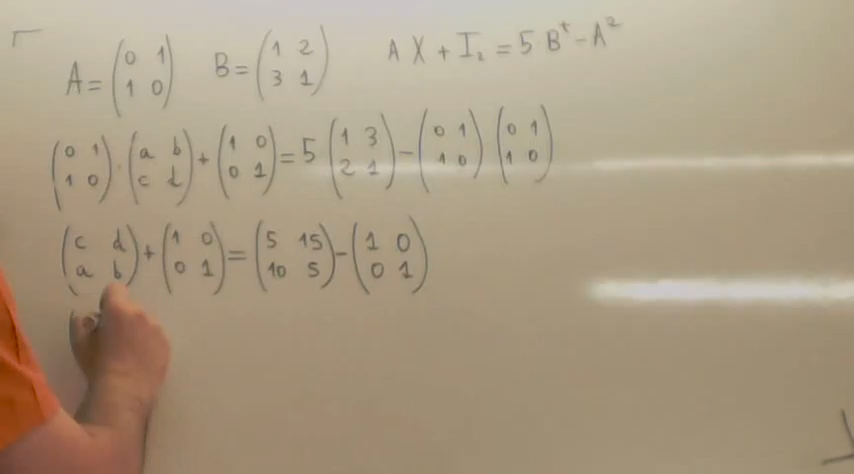 A = (0 1 1 0) B = (1 2 3 1) A X + I₂ = 5 Bᵗ - A²
(0 1 1 0) · (a b c d) + (1 0 0 1) = 5 (1 3 2 1) - (0 1 1 0) (0 1 1 0)
(c d a b) + (1 0 0 1) = (5 15 10 5) - (1 0 0 1)